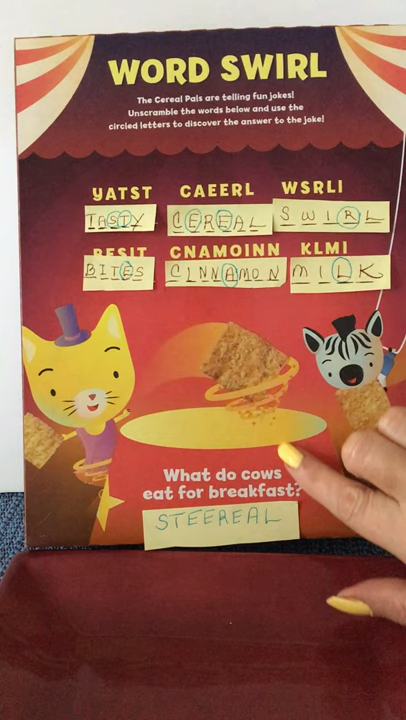 WORD SWIRL
The Cereal Pals are telling fun jokes!
Unscramble the words below and use the
circled letters to discover the answer to the joke!
YATST CAEERL WSRLI
TASTY CEREAL SWIRL
BESIT CNAMOINN KLMI
BITES CINNAMON MILK
What do cows
eat for breakfast?
STEEREAL